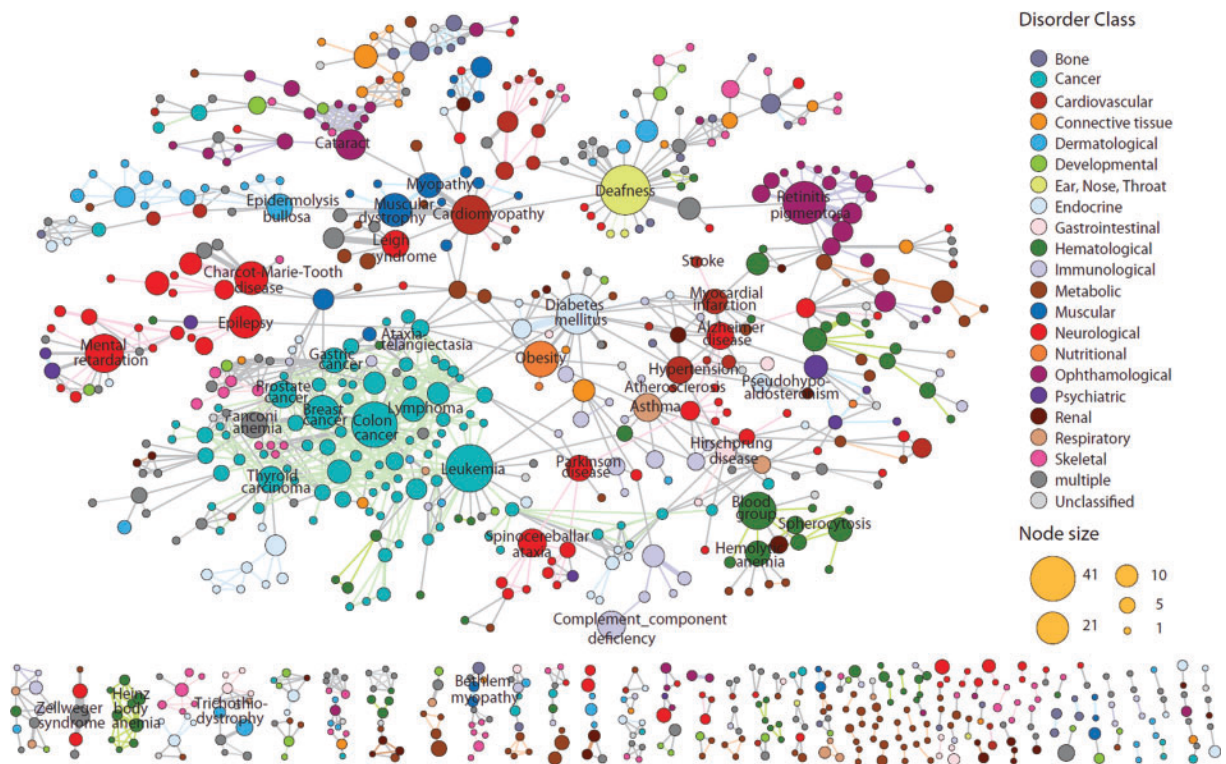 Disorder Class
Bone
Cancer
Cardiovascular
Connective tissue
Dermatological
Developmental
Ear, Nose, Throat
Endocrine
Gastrointestinal
Hematological
Immunological
Metabolic
Muscular
Neurological
Nutritional
Ophthamological
Psychiatric
Renal
Respiratory
Skeletal
multiple
Unclassified
Node size
41
10
5
21
1
Cataract
Myopathy
Deafness
Retinitis
pigmentosa
Epidermolysis
bullosa
Muscular
dystrophy
Cardiomyopathy
Leigh
syndrome
Charcot-Marie-Tooth
disease
Stroke
Myocardial
infarction
Diabetes
mellitus
Epilepsy
Alzheimer
disease
Mental
retardation
Ataxia
telangiectasia
Gastric
cancer
Obesity
Hypertension
Pseudohypo-
aldosteronism
Atherosclerosis
Prostate
cancer
Breast
cancer
Lymphoma
Asthma
Fanconi
anemia
Colon
cancer
Hirschprung
disease
Leukemia
Parkinson
disease
Thyroid
carcinoma
Blood
group
Spherocytosis
Spinocereballar
ataxia
Hemolytic
anemia
Complement_component
deficiency
Zellweger
syndrome
Heinz
body
anemia
Trichothio-
dystrophy
Bethlem
myopathy